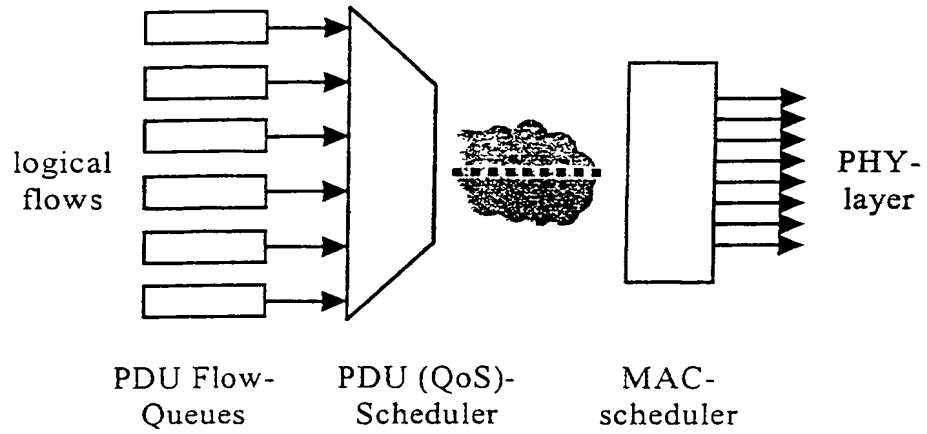 logical
flows
PHY-
layer
PDU Flow-
Queues
PDU (QoS)-
Scheduler
MAC-
scheduler